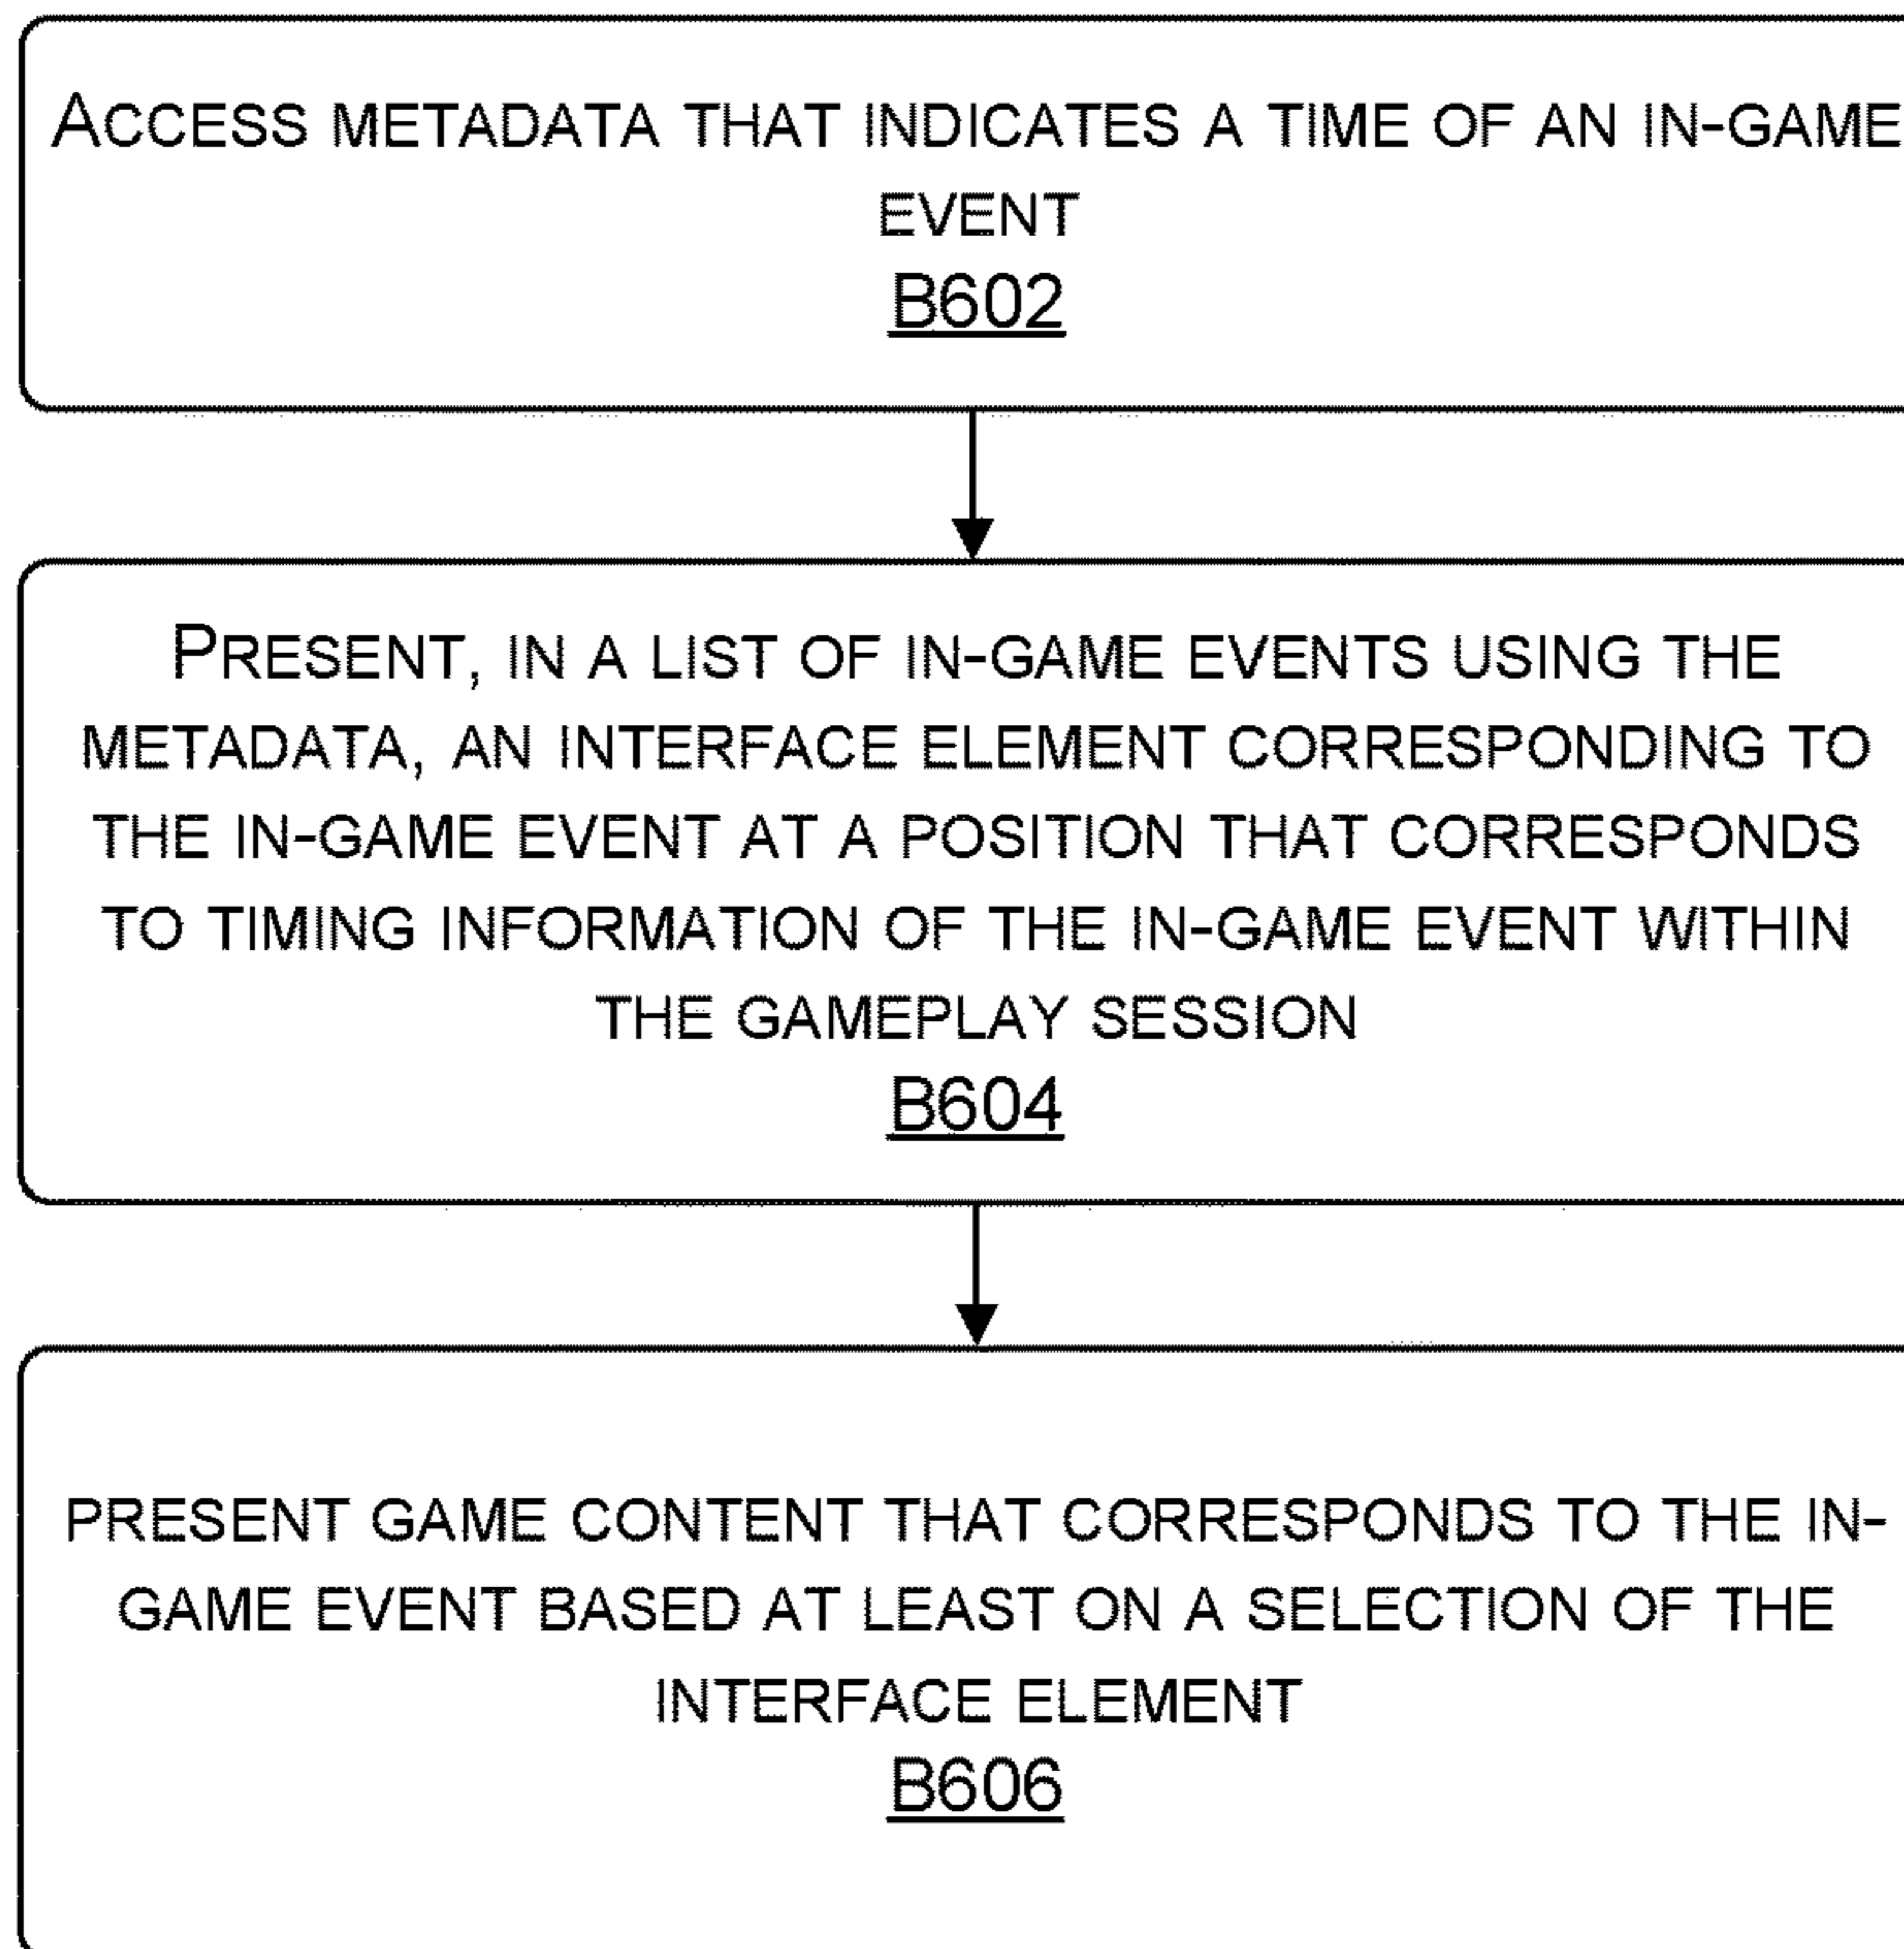 ACCESS METADATA THAT INDICATES A TIME OF AN IN-GAME
EVENT
B602
PRESENT, IN A LIST OF IN-GAME EVENTS USING THE
METADATA, AN INTERFACE ELEMENT CORRESPONDING TO
THE IN-GAME EVENT AT A POSITION THAT CORRESPONDS
TO TIMING INFORMATION OF THE IN-GAME EVENT WITHIN
THE GAMEPLAY SESSION
B604
PRESENT GAME CONTENT THAT CORRESPONDS TO THE IN-
GAME EVENT BASED AT LEAST ON A SELECTION OF THE
INTERFACE ELEMENT
B606